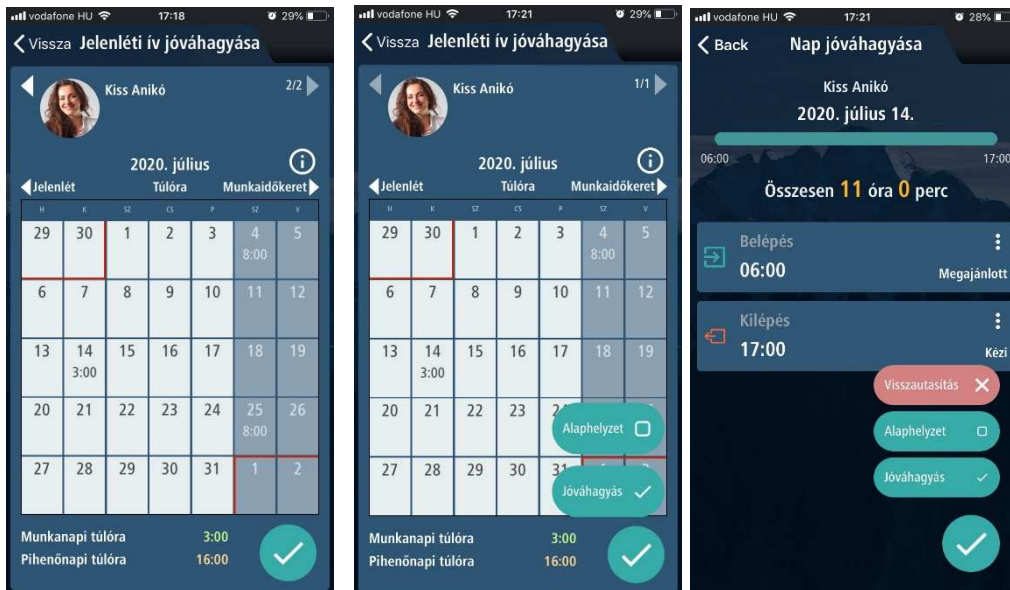 vodafone HU 17:18 29%
Vissza Jelenléti ív jóváhagyása
Kiss Anikó 2/2
2020. július
Jelenlét Túlóra Munkaidőkeret
H K SZ CS P SZ V
29 30 1 2 3 4 5
8:00
6 7 8 9 10 11 12
13 14 15 16 17 18 19
3:00
20 21 22 23 24 25 26
8:00
27 28 29 30 31 1 2
Munkanapi túlóra 3:00
Pihenőnapi túlóra 16:00
vodafone HU 17:21 29%
Vissza Jelenléti ív jóváhagyása
Kiss Anikó 1/1
2020. július
Jelenlét Túlóra Munkaidőkeret
H K SZ CS P SZ V
29 30 1 2 3 4 5
8:00
6 7 8 9 10 11 12
13 14 15 16 17 18 19
3:00
20 21 22 23
Alaphelyzet
27 28 29 30 31
Jóváhagyás
Munkanapi túlóra 3:00
Pihenőnapi túlóra 16:00
vodafone HU 17:21 28%
Back Nap jóváhagyása
Kiss Anikó
2020. július 14.
06:00 17:00
Összesen 11 óra 0 perc
Belépés
06:00 Megajánlott
Kilépés
17:00 Kézi
Visszautasítás
Alaphelyzet
Jóváhagyás